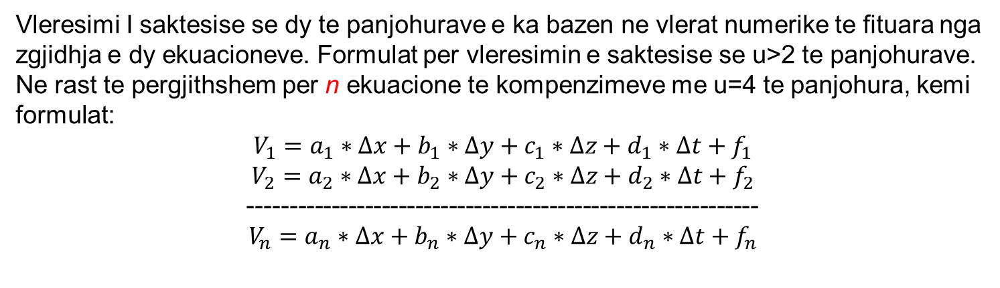 Vleresimi I saktesise se dy te panjohurave e ka bazen ne vlerat numerike te fituara nga
zgjidhja e dy ekuacioneve. Formulat per vleresimin e saktesise se u>2 te panjohurave.
Ne rast te pergjithshem per n ekuacione te kompenzimeve me u=4 te panjohura, kemi
formulat:
V₁ = a₁ * Δx + b₁ * Δy + c₁ * Δz + d₁ * Δt + f₁
V₂ = a₂ * Δx + b₂ * Δy + c₂ * Δz + d₂ * Δt + f₂
------------------------------------------------------------
Vₙ = aₙ * Δx + bₙ * Δy + cₙ * Δz + dₙ * Δt + fₙ